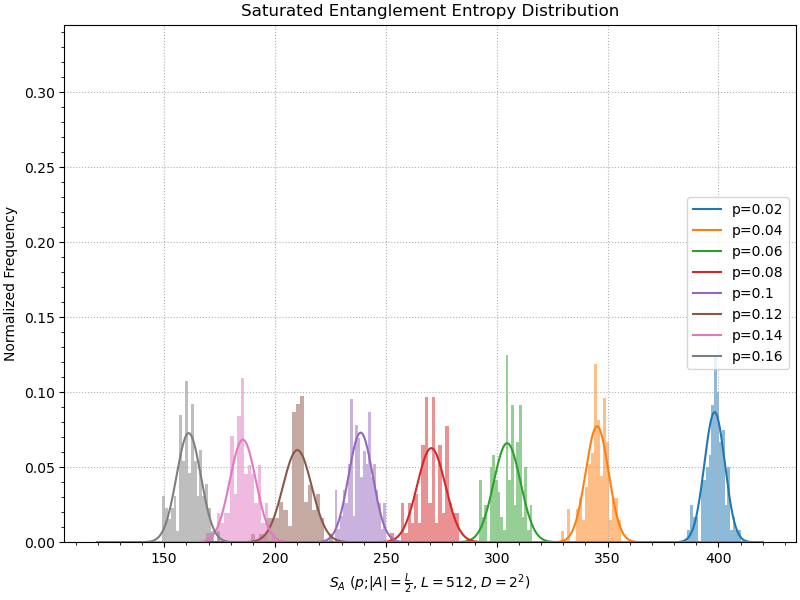 Saturated Entanglement Entropy Distribution
Normalized Frequency
0.30
0.25
0.20
0.15
0.10
0.05
0.00
150
200
250
300
350
400
p=0.02
p=0.04
p=0.06
p=0.08
p=0.1
p=0.12
p=0.14
p=0.16
$S_A$ ($p$;$|A| = \frac{L}{2}$, $L = 512$, $D = 2^2$)